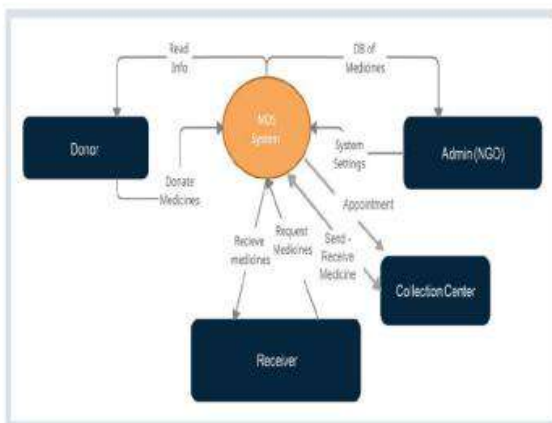 Read
Info
DB of
Medicines
MDS
System
Donor
Admin (NGO)
System
Settings
Donate
Medicines
Appointment
Recieve
medicines
Request
Medicines
Send -
Receive
Medicine
Collection Center
Receiver